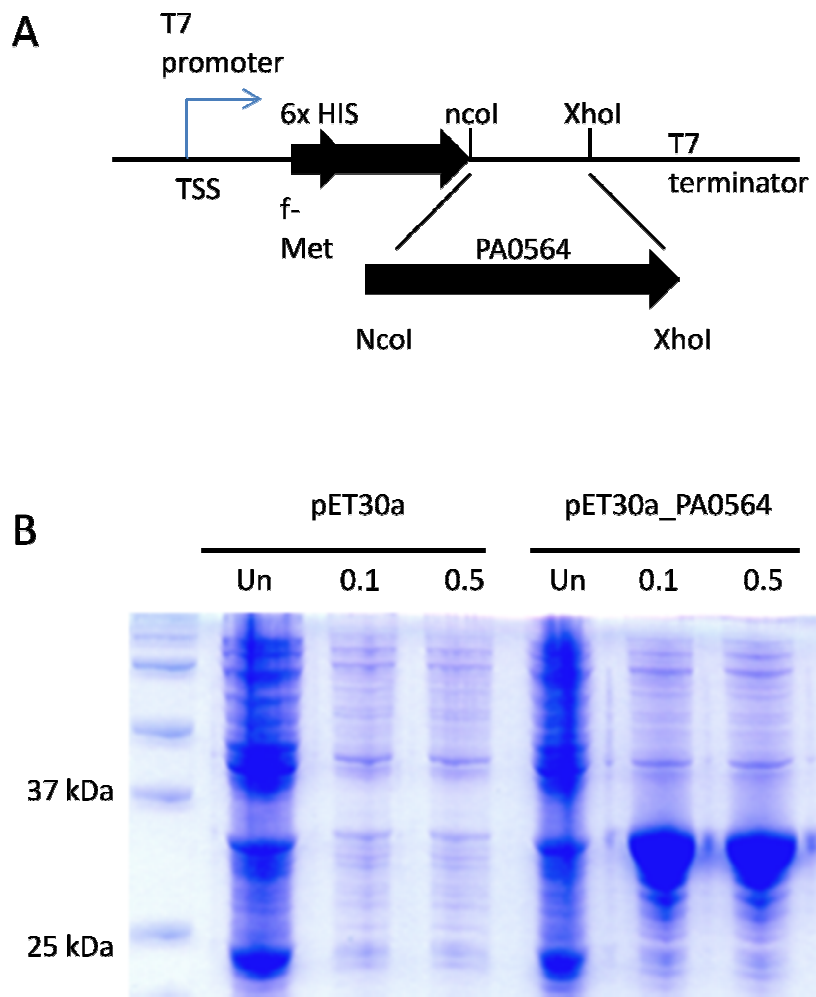 A
T7
promoter
6x HIS
ncoI
XhoI
T7
terminator
TSS
f-
Met
PA0564
NcoI
XhoI
B
pET30a
pET30a_PA0564
Un
0.1
0.5
Un
0.1
0.5
37 kDa
25 kDa